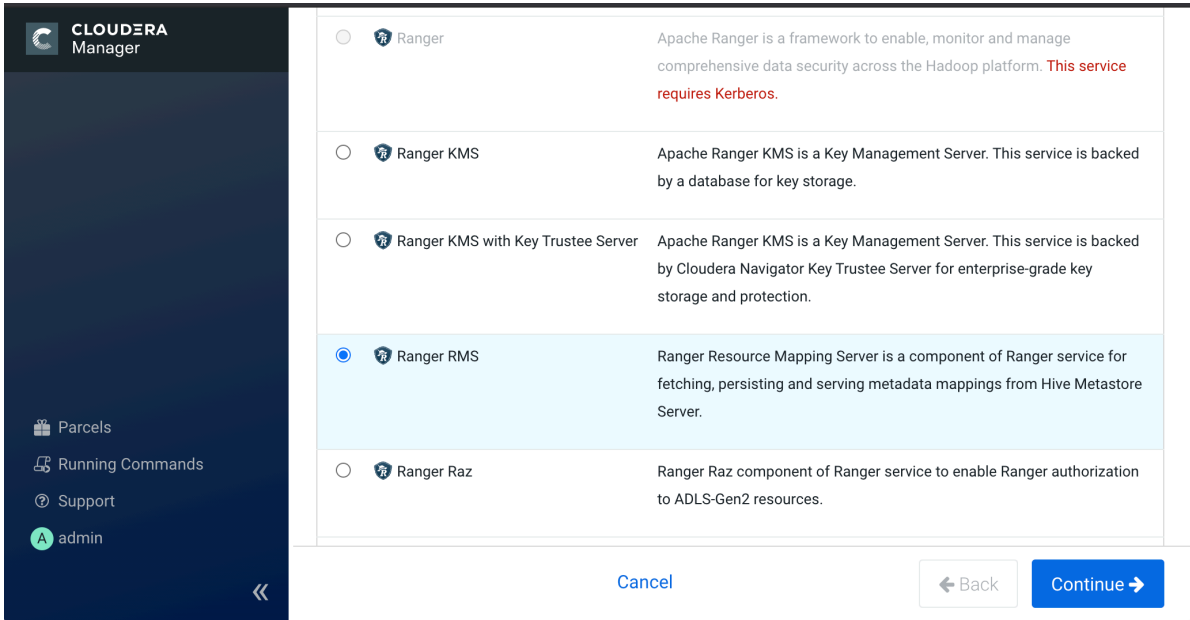 CLOUDERA
Manager
Parcels
Running Commands
Support
A admin
Ranger
Apache Ranger is a framework to enable, monitor and manage
comprehensive data security across the Hadoop platform. This service
requires Kerberos.
Ranger KMS
Apache Ranger KMS is a Key Management Server. This service is backed
by a database for key storage.
Ranger KMS with Key Trustee Server
Apache Ranger KMS is a Key Management Server. This service is backed
by Cloudera Navigator Key Trustee Server for enterprise-grade key
storage and protection.
Ranger RMS
Ranger Resource Mapping Server is a component of Ranger service for
fetching, persisting and serving metadata mappings from Hive Metastore
Server.
Ranger Raz
Ranger Raz component of Ranger service to enable Ranger authorization
to ADLS-Gen2 resources.
Cancel
Back
Continue